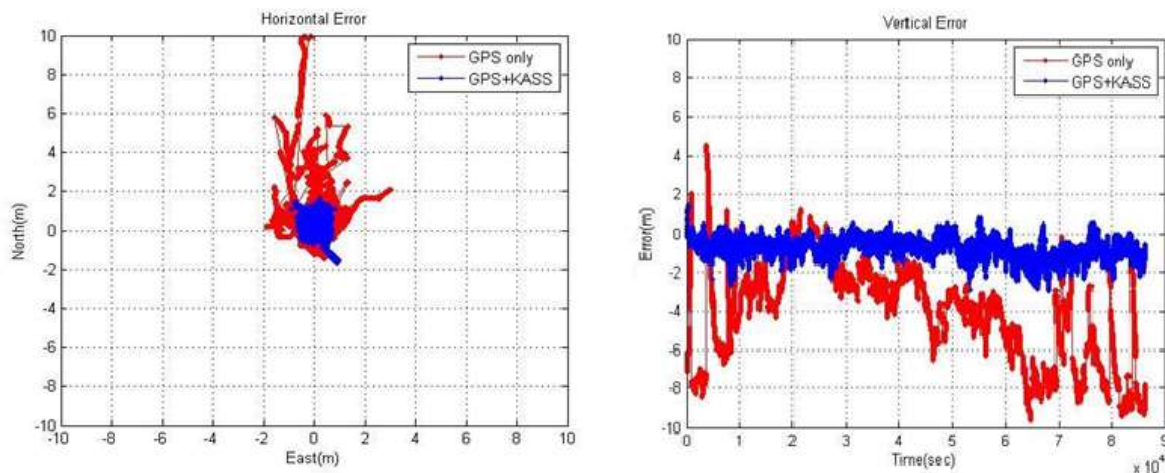 Horizontal Error
10
8
6
4
2
0
-2
-4
-6
-8
-10
North(m)
GPS only
GPS+KASS
-10 -8 -6 -4 -2 0 2 4 6 8 10
East(m)
Vertical Error
10
8
6
4
2
0
-2
-4
-6
-8
-10
Error(m)
GPS only
GPS+KASS
0 1 2 3 4 5 6 7 8 9
Time(sec)
x 10^4